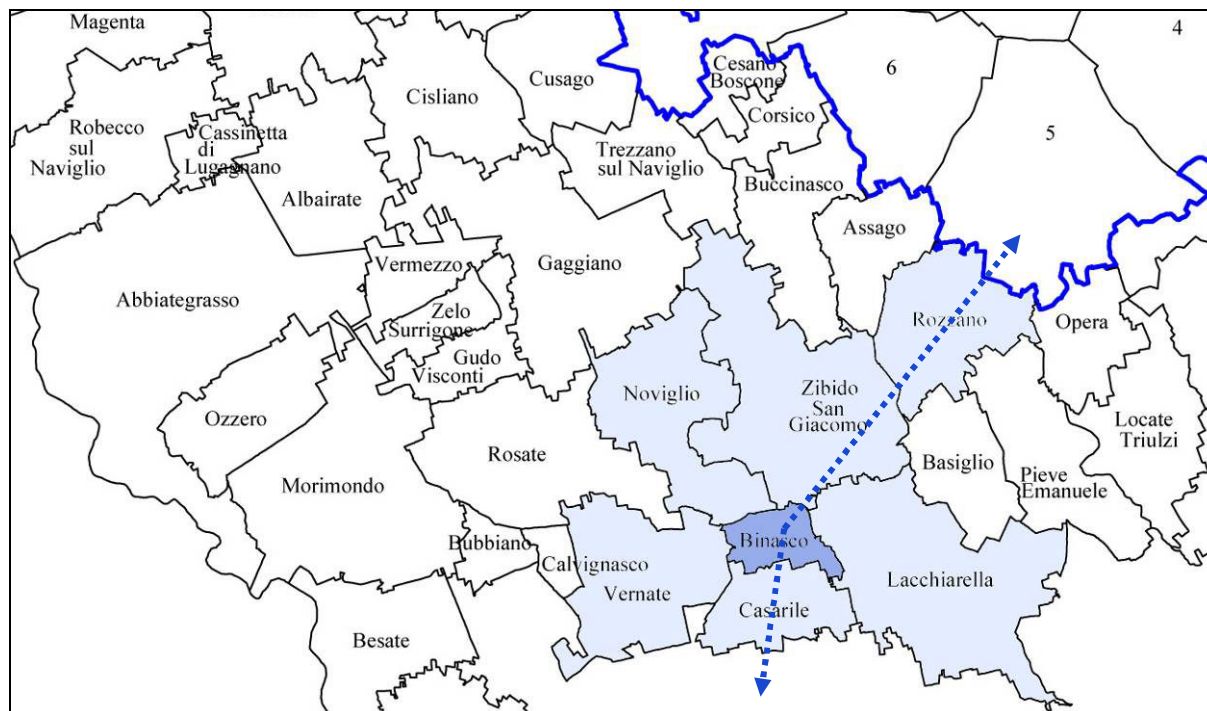 Magenta
4
Cusago
Cesano
Boscone
6
Cisliano
Corsico
Robecco
sul
Naviglio
Cassinetta
di
Lugagnano
5
Trezzano
sul Naviglio
Buccinasco
Albairate
Assago
Vermezzo
Gaggiano
Abbiategrasso
Zelo
Surrigone
Rozzano
Opera
Gudo
Visconti
Noviglio
Zibido
San
Giacomo
Ozzero
Locate
Triulzi
Rosate
Basiglio
Pieve
Emanuele
Morimondo
Binasco
Bubbiano
Calvignasco
Vernate
Lacchiarella
Casarile
Besate